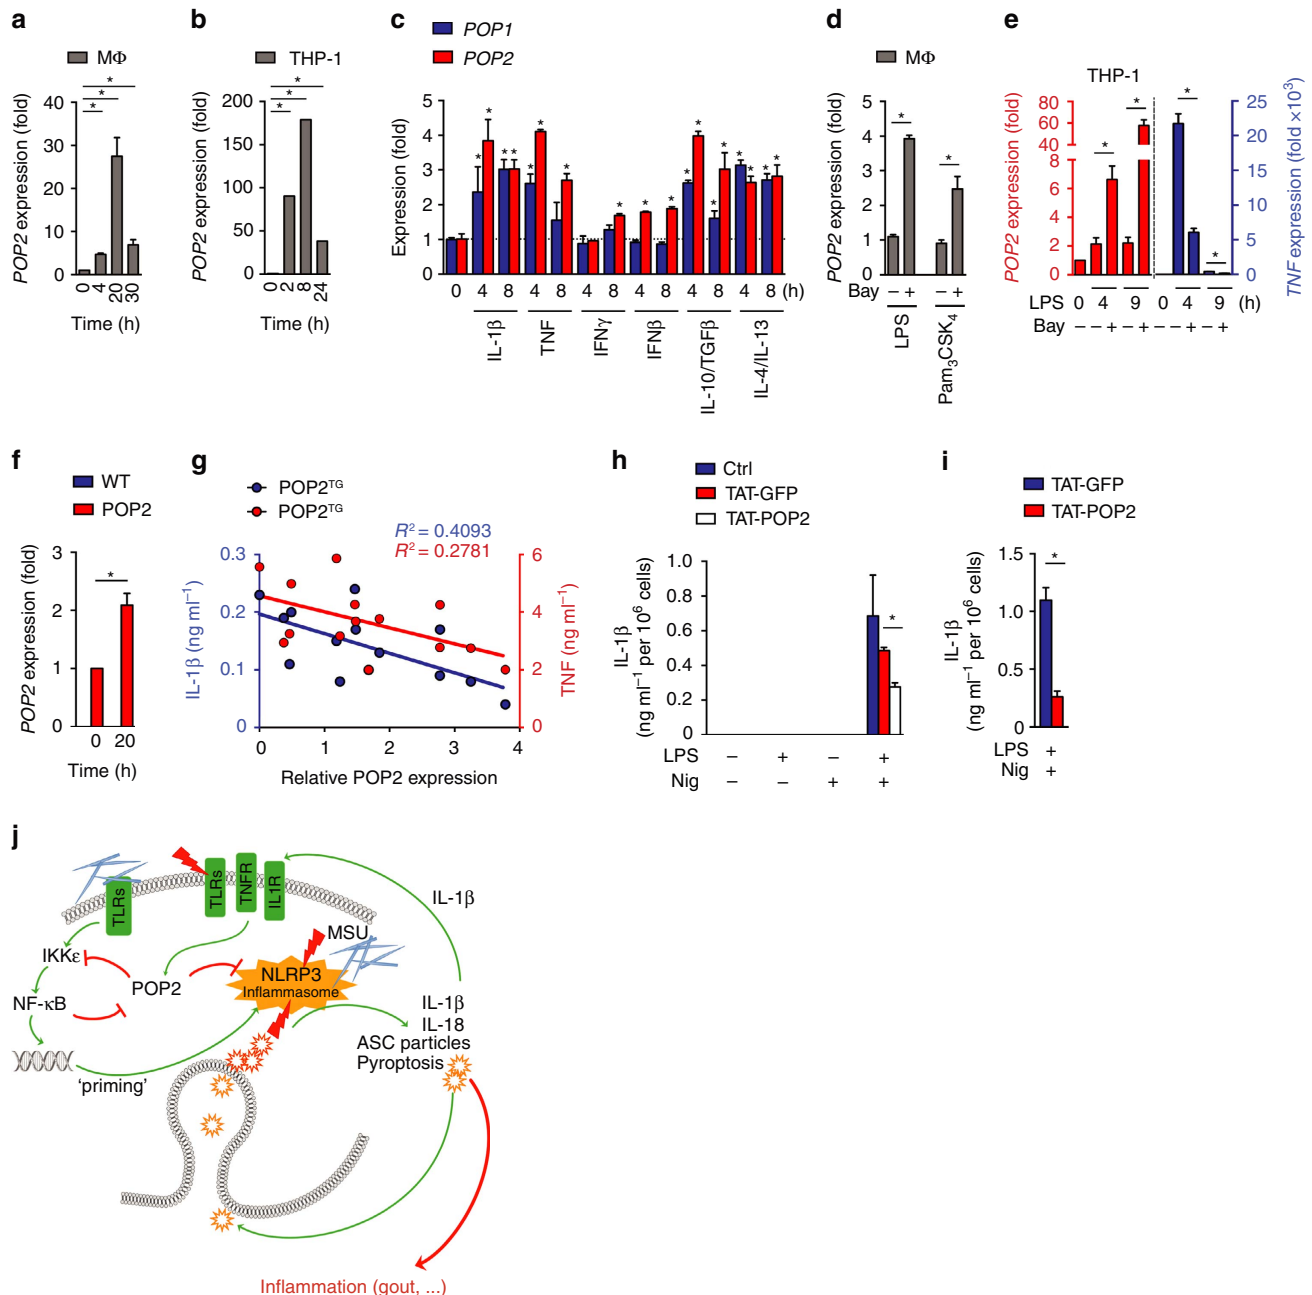 a
MΦ
POP2 expression (fold)
40
30
20
10
0
* * *
0 4 20 30
Time (h)
b
THP-1
POP2 expression (fold)
200
150
100
50
0
* * *
0 2 8 24
Time (h)
c
POP1
POP2
Expression (fold)
5
4
3
2
1
0
* * * * * * * * * * * * * * * * * *
0 4 8 4 8 4 8 4 8 4 8 4 8 (h)
IL-1β
TNF
IFNγ
IFNβ
IL-10/TGFβ
IL-4/IL-13
d
MΦ
POP2 expression (fold)
5
4
3
2
1
0
* *
Bay – + – +
LPS
Pam3CSK4
e
THP-1
POP2 expression (fold)
80
60
40
8
6
4
2
0
* * * *
25
20
15
10
5
0
TNF expression (fold ×10³)
LPS 0 4 9 0 4 9 (h)
Bay – – + – + – – + – +
f
WT
POP2
POP2 expression (fold)
3
2
1
0
*
0 20
Time (h)
g
POP2TG
POP2TG
R² = 0.4093
R² = 0.2781
IL-1β (ng ml⁻¹)
0.3
0.2
0.1
0
6
4
2
0
TNF (ng ml⁻¹)
0 1 2 3 4
Relative POP2 expression
h
Ctrl
TAT-GFP
TAT-POP2
IL-1β
(ng ml⁻¹ per 10⁶ cells)
1.0
0.8
0.6
0.4
0.2
0
*
LPS – + – +
Nig – – + +
i
TAT-GFP
TAT-POP2
IL-1β
(ng ml⁻¹ per 10⁶ cells)
1.5
1.0
0.5
0
*
LPS +
Nig +
j
TLRs
TLRs
TNFR
IL1R
IL-1β
MSU
IKKε
POP2
NLRP3
Inflammasome
NF-κB
IL-1β
IL-18
ASC particles
Pyroptosis
'priming'
Inflammation (gout, ...)